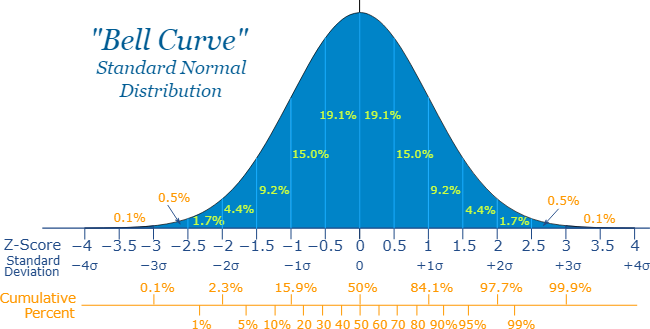 "Bell Curve"
Standard Normal
Distribution
19.1% 19.1%
15.0% 15.0%
9.2% 9.2%
0.5% 0.5%
4.4% 4.4%
0.1% 1.7% 1.7% 0.1%
Z-Score −4 −3.5 −3 −2.5 −2 −1.5 −1 −0.5 0 0.5 1 1.5 2 2.5 3 3.5 4
Standard
Deviation −4σ −3σ −2σ −1σ 0 +1σ +2σ +3σ +4σ
Cumulative 0.1% 2.3% 15.9% 50% 84.1% 97.7% 99.9%
Percent
1% 5% 10% 20 30 40 50 60 70 80 90% 95% 99%